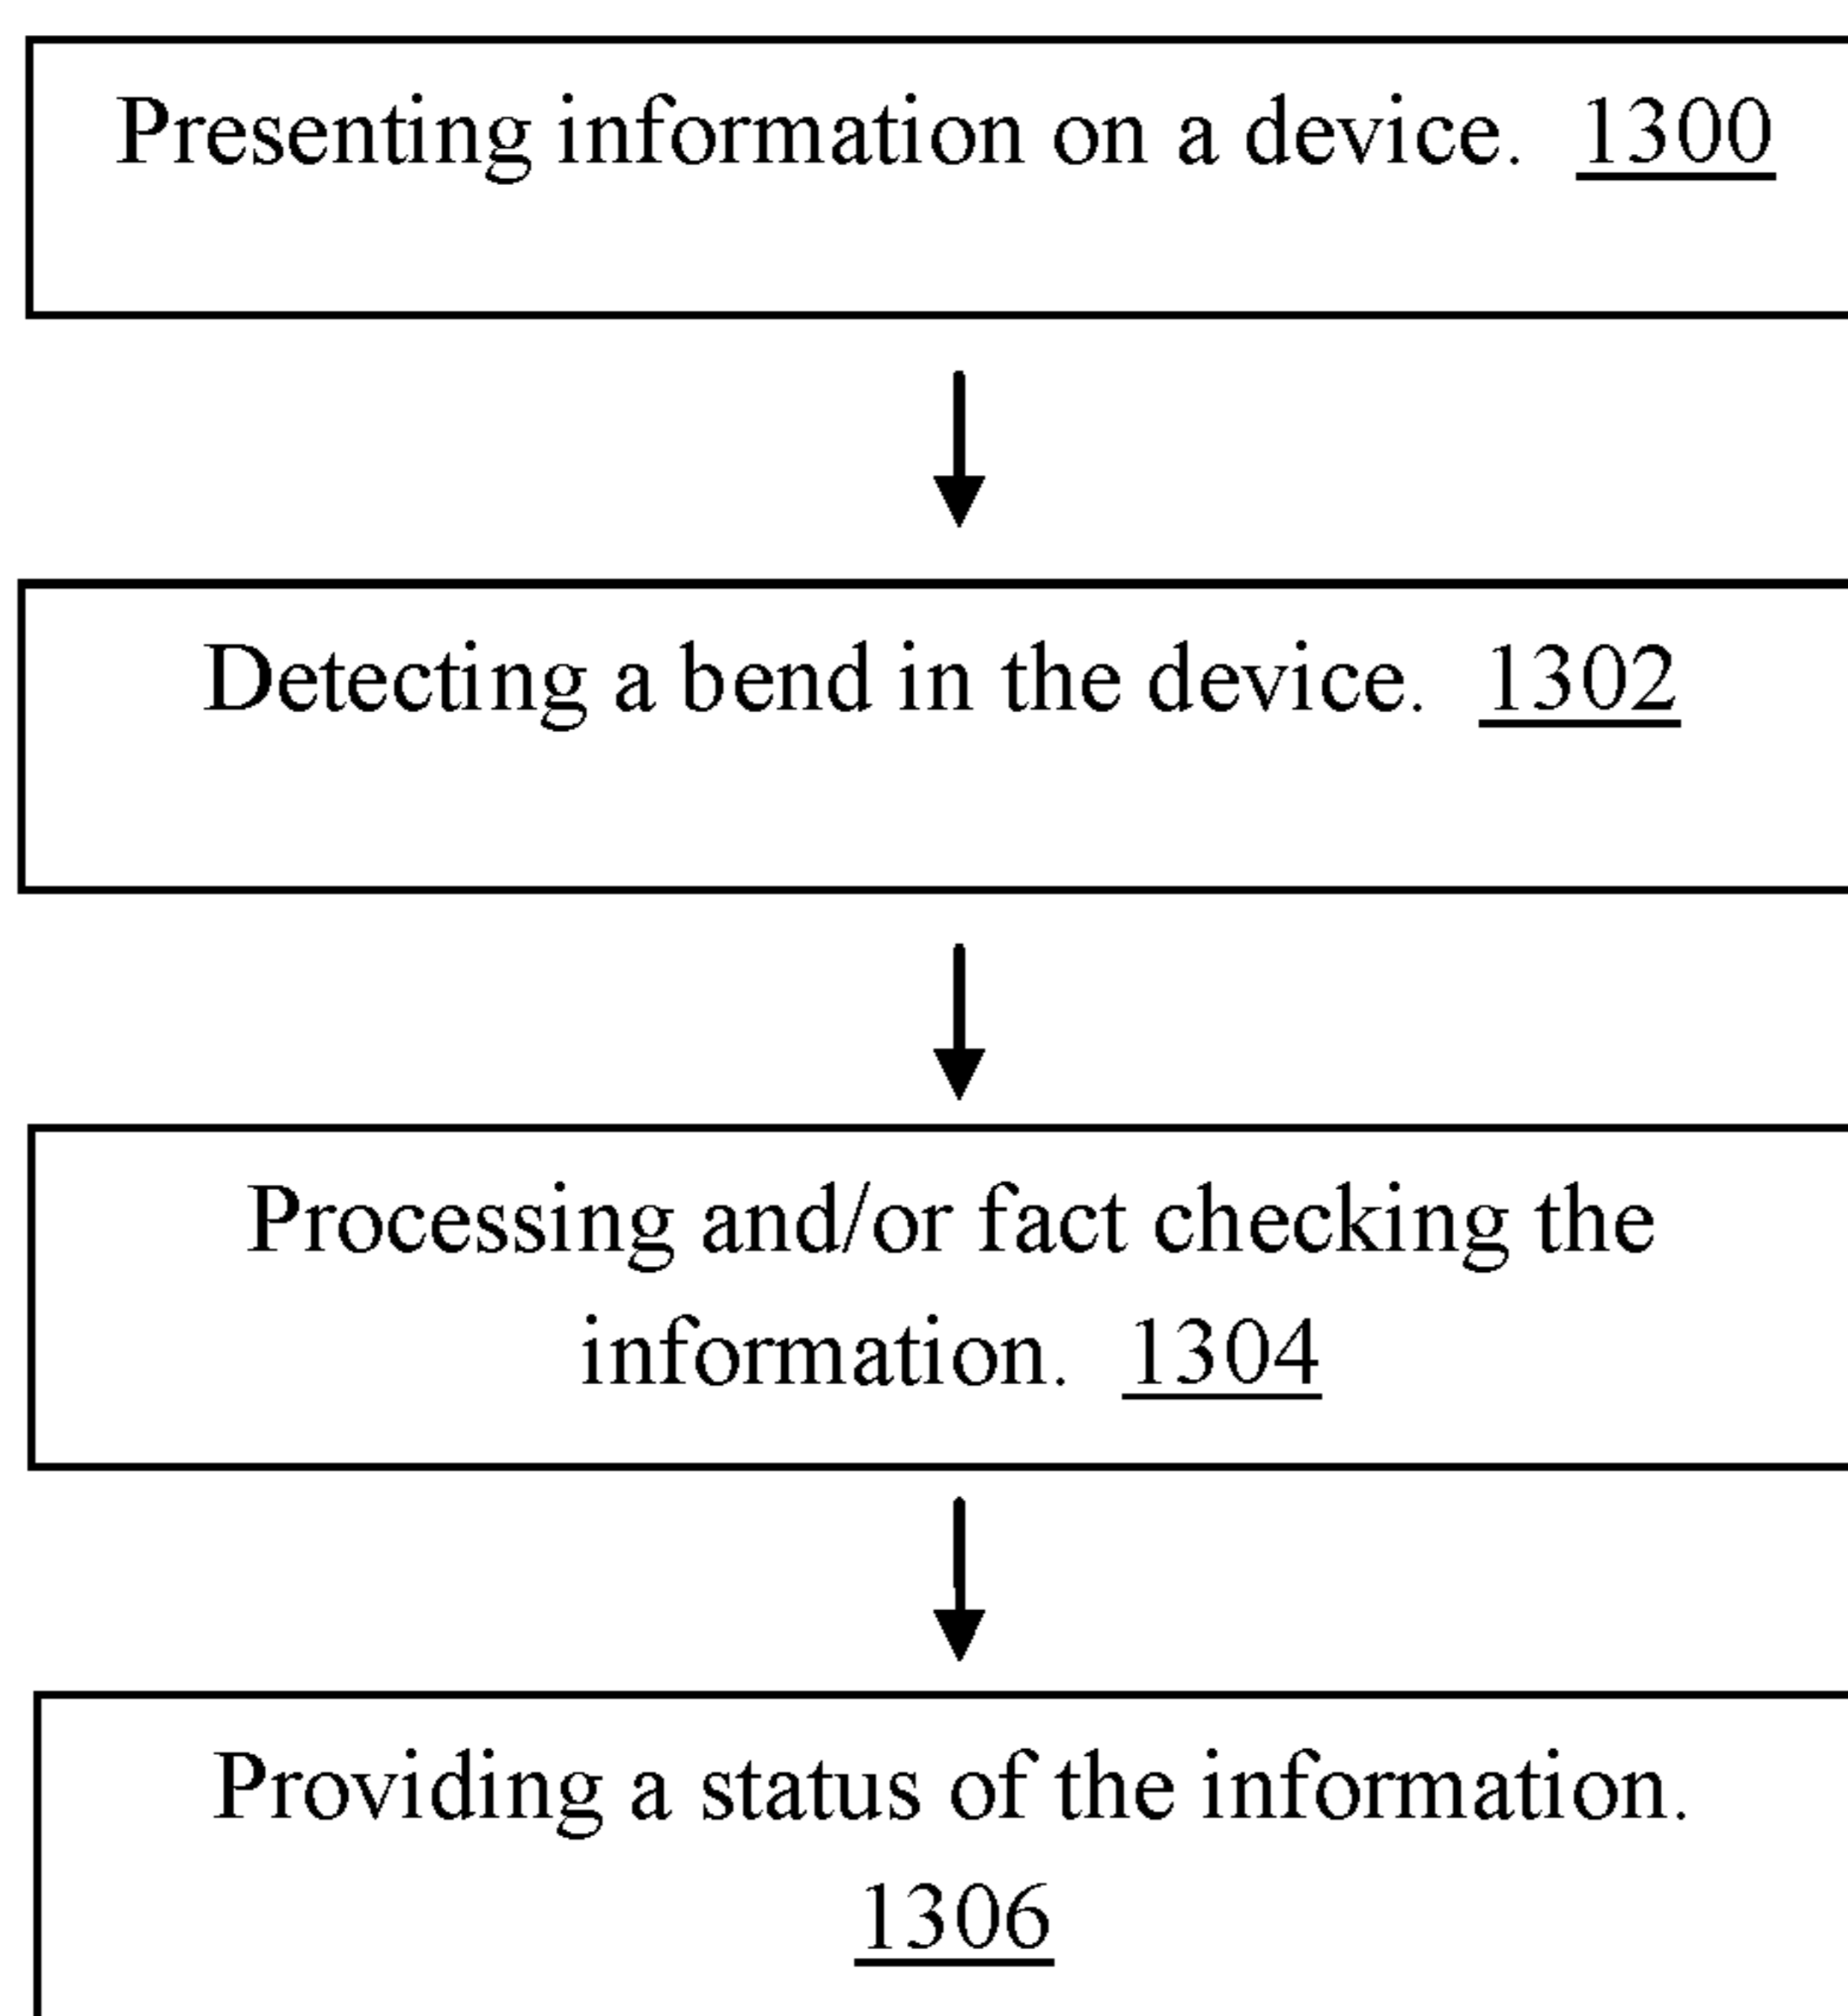 Presenting information on a device. 1300
Detecting a bend in the device. 1302
Processing and/or fact checking the
information. 1304
Providing a status of the information.
1306